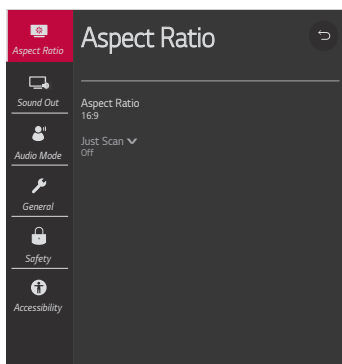 Aspect Ratio
Aspect Ratio
Sound Out
Aspect Ratio
16:9
Just Scan
Off
Audio Mode
General
Safety
Accessibility